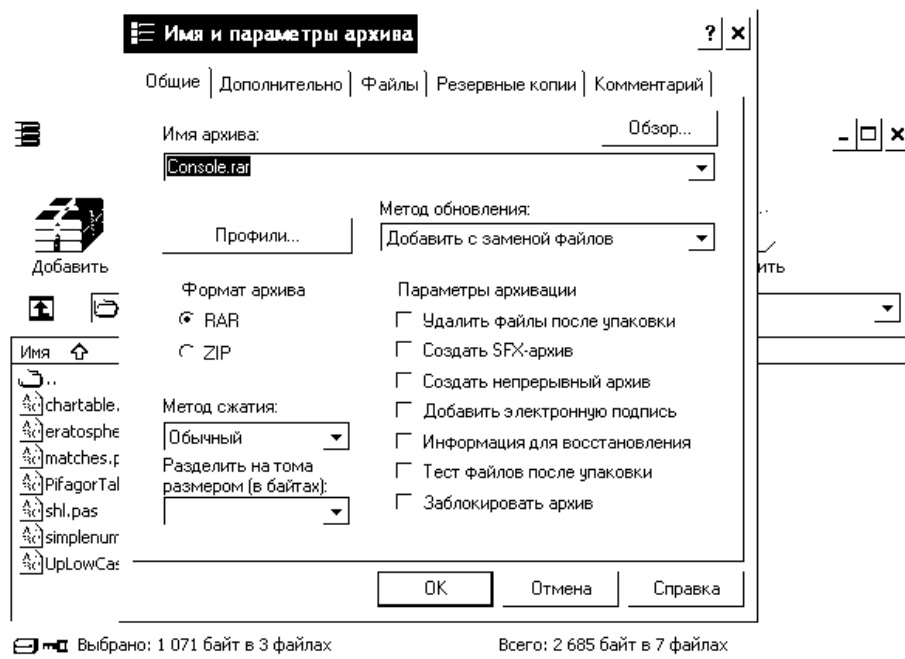 Имя и параметры архива
Общие Дополнительно Файлы Резервные копии Комментарий
Имя архива:
Обзор...
Console.rar
Метод обновления:
Профили...
Добавить с заменой файлов
Добавить
ить
Формат архива
Параметры архивации
RAR
Удалить файлы после упаковки
ZIP
Создать SFX-архив
Имя
Создать непрерывный архив
..
chartable.
Метод сжатия:
Добавить электронную подпись
eratosphe
Обычный
Информация для восстановления
matches.p
Разделить на тома
размером (в байтах):
Тест файлов после упаковки
PifagorTal
shl.pas
Заблокировать архив
simplenum
UpLowCas
OK Отмена Справка
Выбрано: 1 071 байт в 3 файлах
Всего: 2 685 байт в 7 файлах